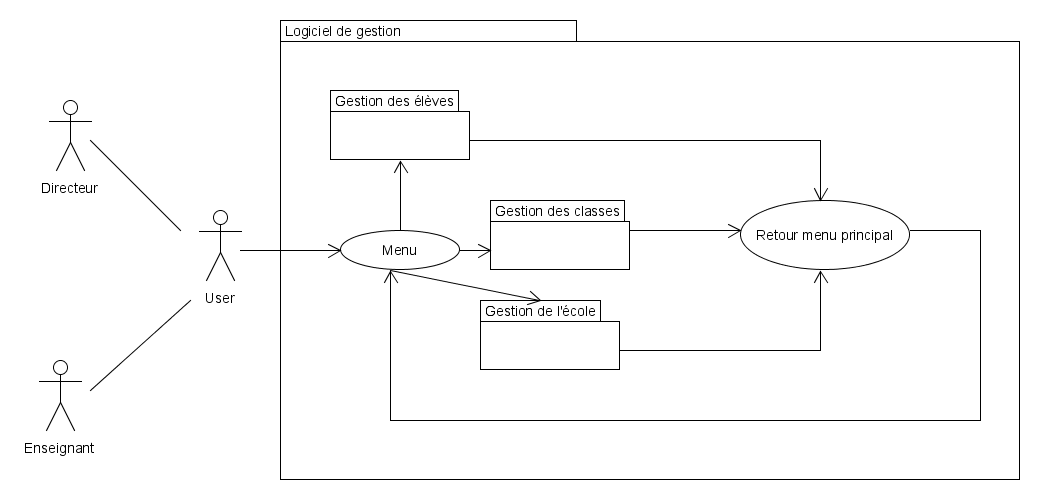 Logiciel de gestion
Gestion des élèves
Directeur
Gestion des classes
Menu
Retour menu principal
User
Gestion de l'école
Enseignant